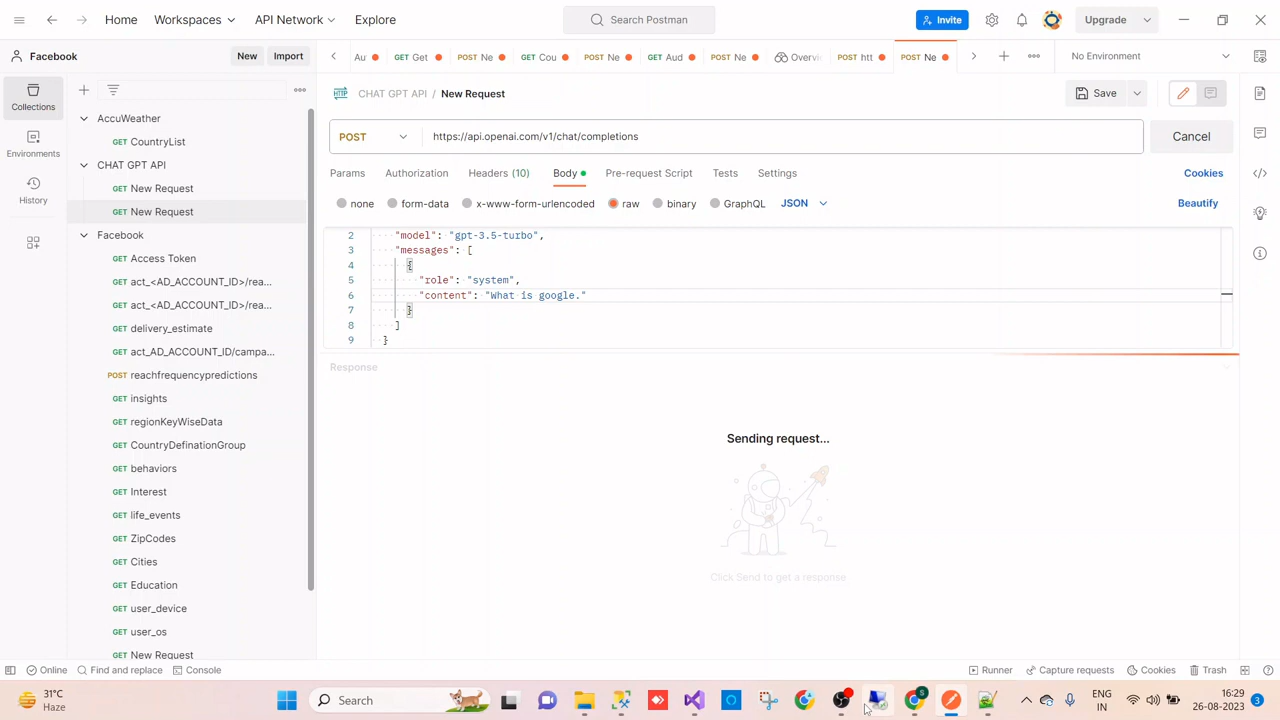 Home Workspaces API Network Explore Search Postman Invite Upgrade
Facebook New Import Au Get Ne Cou Ne Aud Ne Overvi htt Ne No Environment
GET POST GET POST GET POST POST POST
Collections
Environments
History
AccuWeather
GET CountryList
CHAT GPT API
GET New Request
GET New Request
Facebook
GET Access Token
GET act_<AD_ACCOUNT_ID>/rea...
GET act_<AD_ACCOUNT_ID>/rea...
GET delivery_estimate
GET act_AD_ACCOUNT_ID/campa...
POST reachfrequencypredictions
GET insights
GET regionKeyWiseData
GET CountryDefinationGroup
GET behaviors
GET Interest
GET life_events
GET ZipCodes
GET Cities
GET Education
GET user_device
GET user_os
GET New Request
HTTP CHAT GPT API / New Request Save
POST https://api.openai.com/v1/chat/completions Cancel
Params Authorization Headers (10) Body Pre-request Script Tests Settings Cookies
none form-data x-www-form-urlencoded raw binary GraphQL JSON Beautify
2 "model": "gpt-3.5-turbo",
3 "messages": [
4 {
5 "role": "system",
6 "content": "What is google."
7 }
8 ]
9 }
Response
Sending request...
Click Send to get a response
Online Find and replace Console Runner Capture requests Cookies Trash
31°C
Haze
Search
S
ENG
IN
16:29
26-08-2023
3